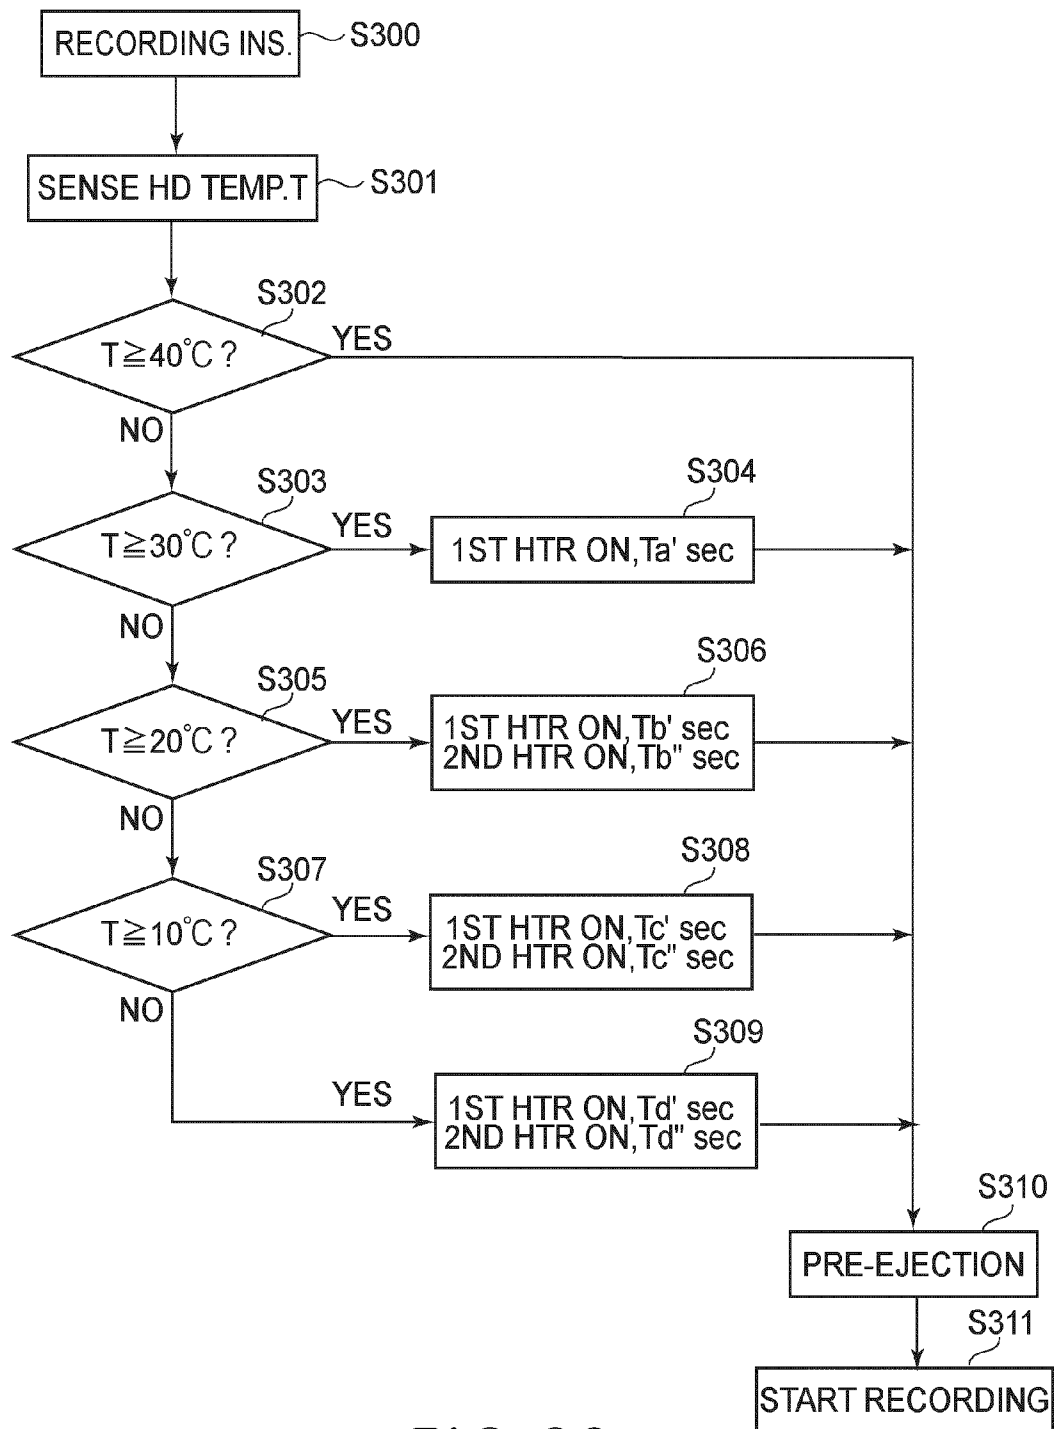 RECORDING INS.
S300
SENSE HD TEMP.T
S301
S302
T≧40°C?
YES
NO
S303
T≧30°C?
YES
S304
1ST HTR ON,Ta' sec
NO
S305
T≧20°C?
YES
S306
1ST HTR ON,Tb' sec
2ND HTR ON,Tb" sec
NO
S307
T≧10°C?
YES
S308
1ST HTR ON,Tc' sec
2ND HTR ON,Tc" sec
NO
YES
S309
1ST HTR ON,Td' sec
2ND HTR ON,Td" sec
S310
PRE-EJECTION
S311
START RECORDING